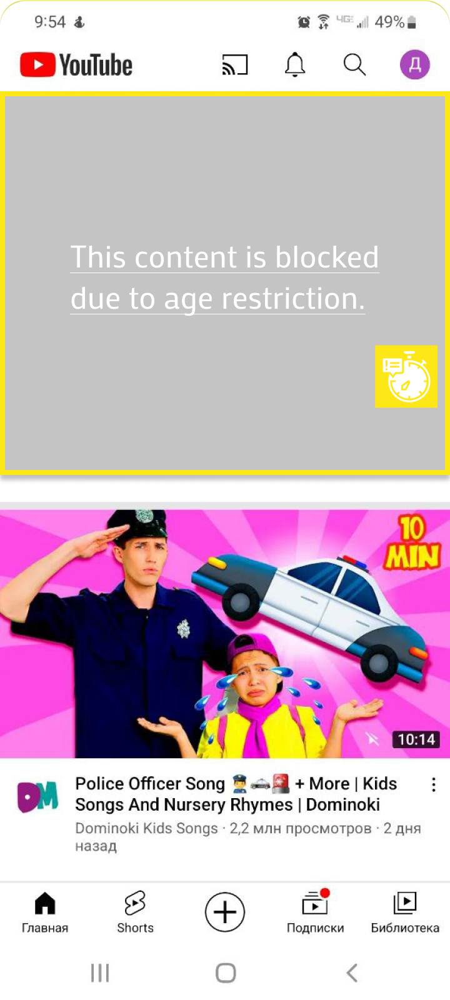 9:54 4GE 49%
YouTube Д
This content is blocked
due to age restriction.
10
MIN
10:14
DM
Police Officer Song 👮🚓🚨 + More | Kids
Songs And Nursery Rhymes | Dominoki
Dominoki Kids Songs · 2,2 млн просмотров · 2 дня
назад
Главная Shorts Подписки Библиотека